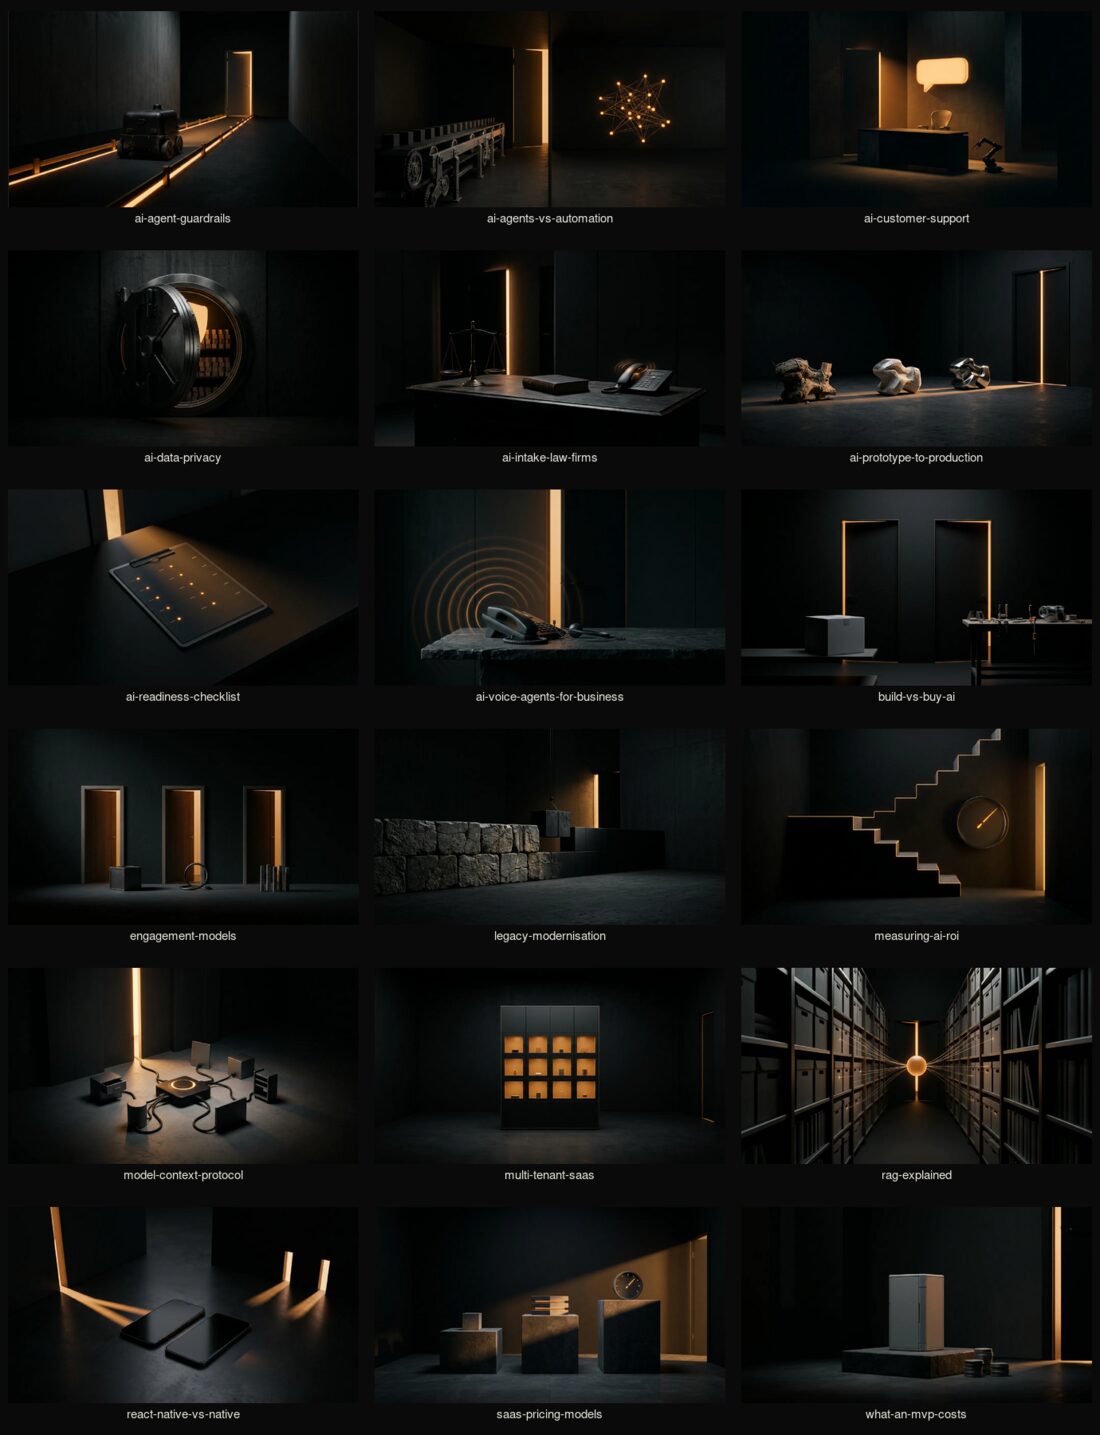 ai-agent-guardrails
ai-agents-vs-automation
ai-customer-support
ai-data-privacy
ai-intake-law-firms
ai-prototype-to-production
ai-readiness-checklist
ai-voice-agents-for-business
build-vs-buy-ai
engagement-models
legacy-modernisation
measuring-ai-roi
model-context-protocol
multi-tenant-saas
rag-explained
react-native-vs-native
saas-pricing-models
what-an-mvp-costs